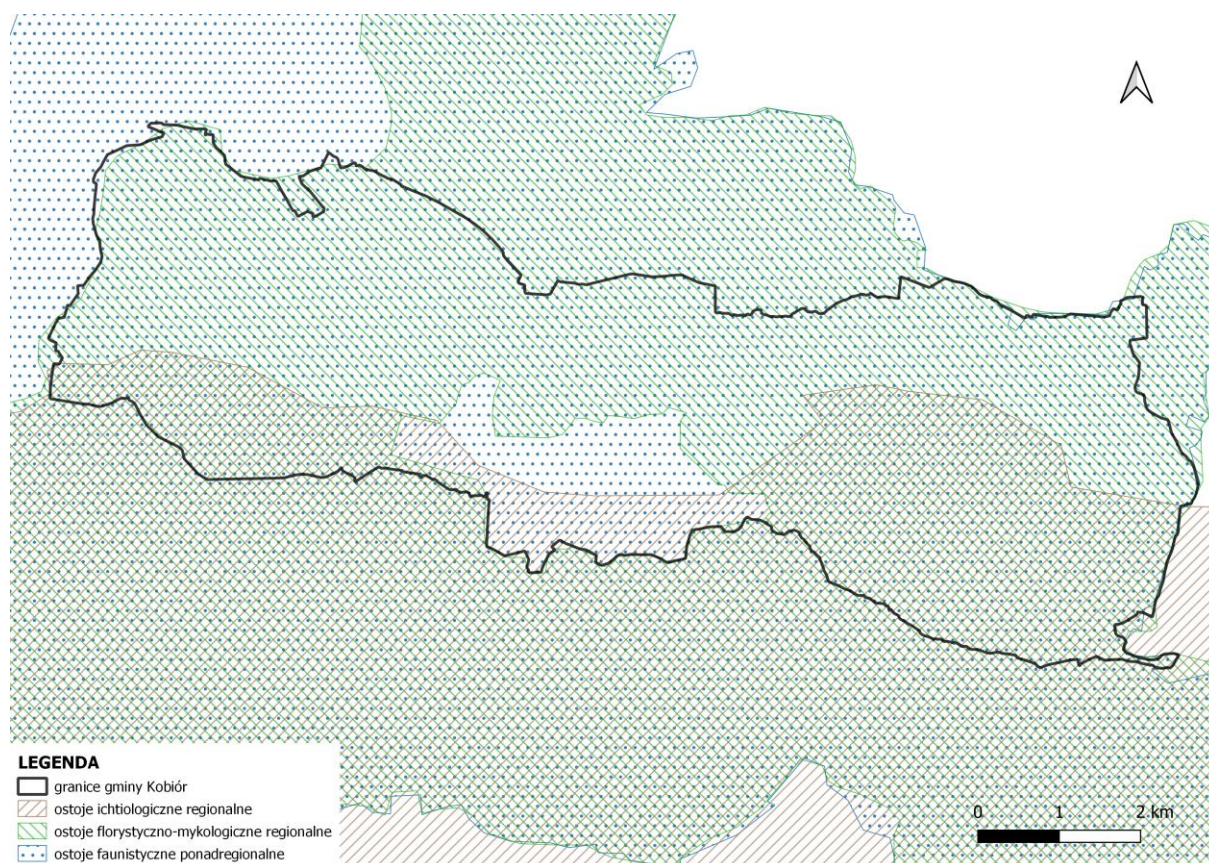 LEGENDA
granice gminy Kobiór
ostoje ichtiologiczne regionalne
ostoje florystyczno-mykologiczne regionalne
ostoje faunistyczne ponadregionalne
0 1 2 km